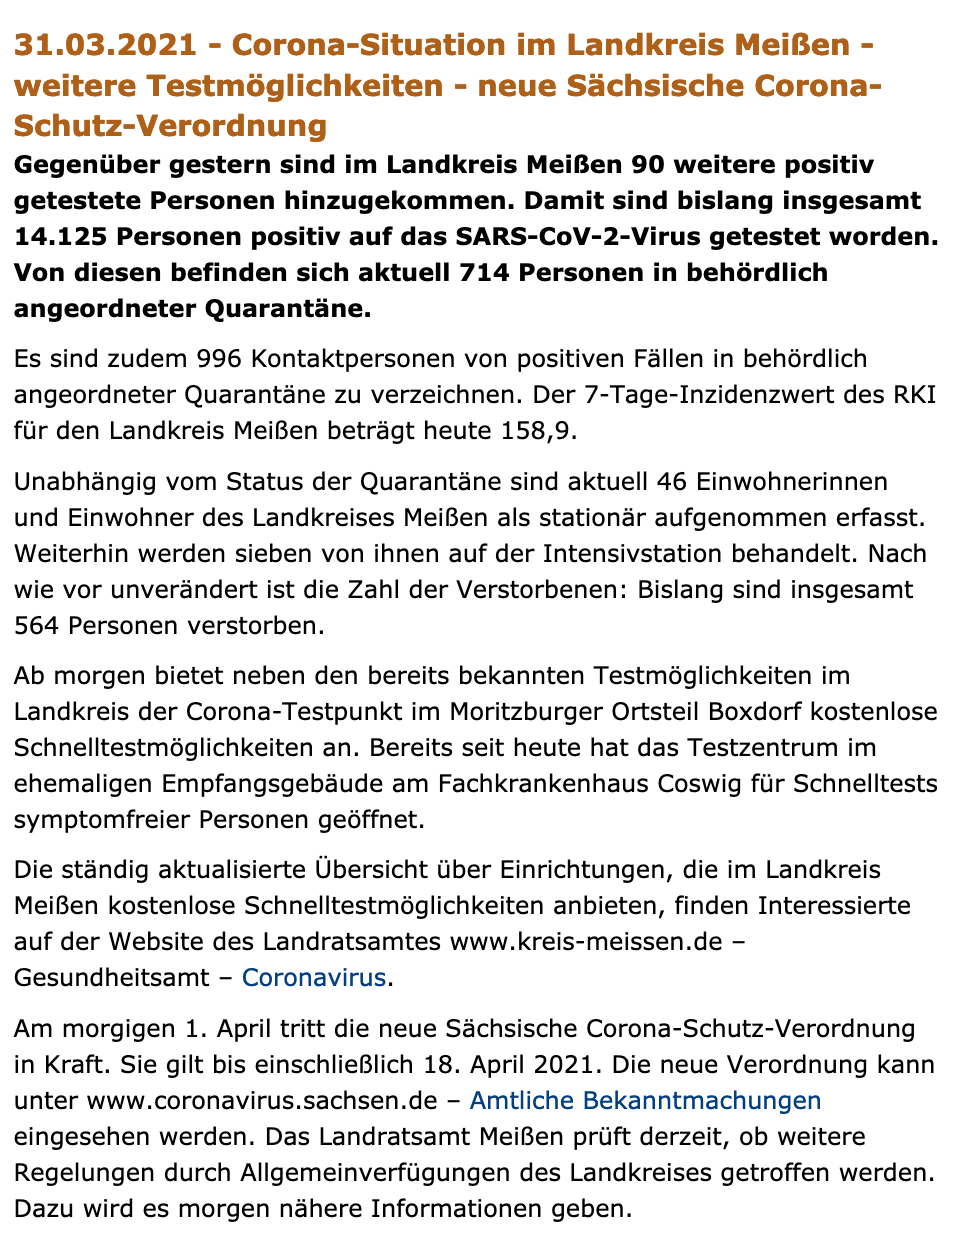 31.03.2021 - Corona-Situation im Landkreis Meißen -
weitere Testmöglichkeiten - neue Sächsische Corona-
Schutz-Verordnung
Gegenüber gestern sind im Landkreis Meißen 90 weitere positiv
getestete Personen hinzugekommen. Damit sind bislang insgesamt
14.125 Personen positiv auf das SARS-CoV-2-Virus getestet worden.
Von diesen befinden sich aktuell 714 Personen in behördlich
angeordneter Quarantäne.
Es sind zudem 996 Kontaktpersonen von positiven Fällen in behördlich
angeordneter Quarantäne zu verzeichnen. Der 7-Tage-Inzidenzwert des RKI
für den Landkreis Meißen beträgt heute 158,9.
Unabhängig vom Status der Quarantäne sind aktuell 46 Einwohnerinnen
und Einwohner des Landkreises Meißen als stationär aufgenommen erfasst.
Weiterhin werden sieben von ihnen auf der Intensivstation behandelt. Nach
wie vor unverändert ist die Zahl der Verstorbenen: Bislang sind insgesamt
564 Personen verstorben.
Ab morgen bietet neben den bereits bekannten Testmöglichkeiten im
Landkreis der Corona-Testpunkt im Moritzburger Ortsteil Boxdorf kostenlose
Schnelltestmöglichkeiten an. Bereits seit heute hat das Testzentrum im
ehemaligen Empfangsgebäude am Fachkrankenhaus Coswig für Schnelltests
symptomfreier Personen geöffnet.
Die ständig aktualisierte Übersicht über Einrichtungen, die im Landkreis
Meißen kostenlose Schnelltestmöglichkeiten anbieten, finden Interessierte
auf der Website des Landratsamtes www.kreis-meissen.de –
Gesundheitsamt – Coronavirus.
Am morgigen 1. April tritt die neue Sächsische Corona-Schutz-Verordnung
in Kraft. Sie gilt bis einschließlich 18. April 2021. Die neue Verordnung kann
unter www.coronavirus.sachsen.de – Amtliche Bekanntmachungen
eingesehen werden. Das Landratsamt Meißen prüft derzeit, ob weitere
Regelungen durch Allgemeinverfügungen des Landkreises getroffen werden.
Dazu wird es morgen nähere Informationen geben.